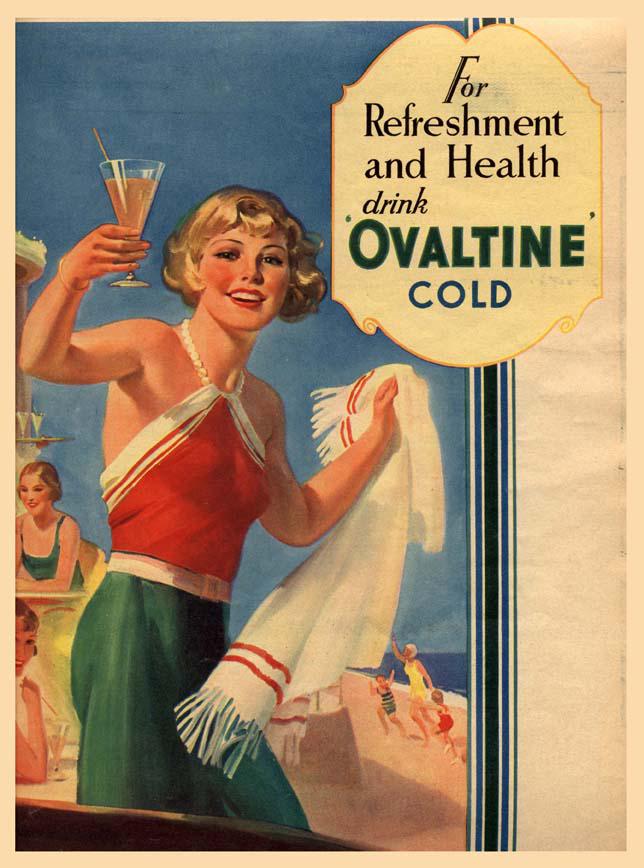 For
Refreshment
and Health
drink
'OVALTINE'
COLD